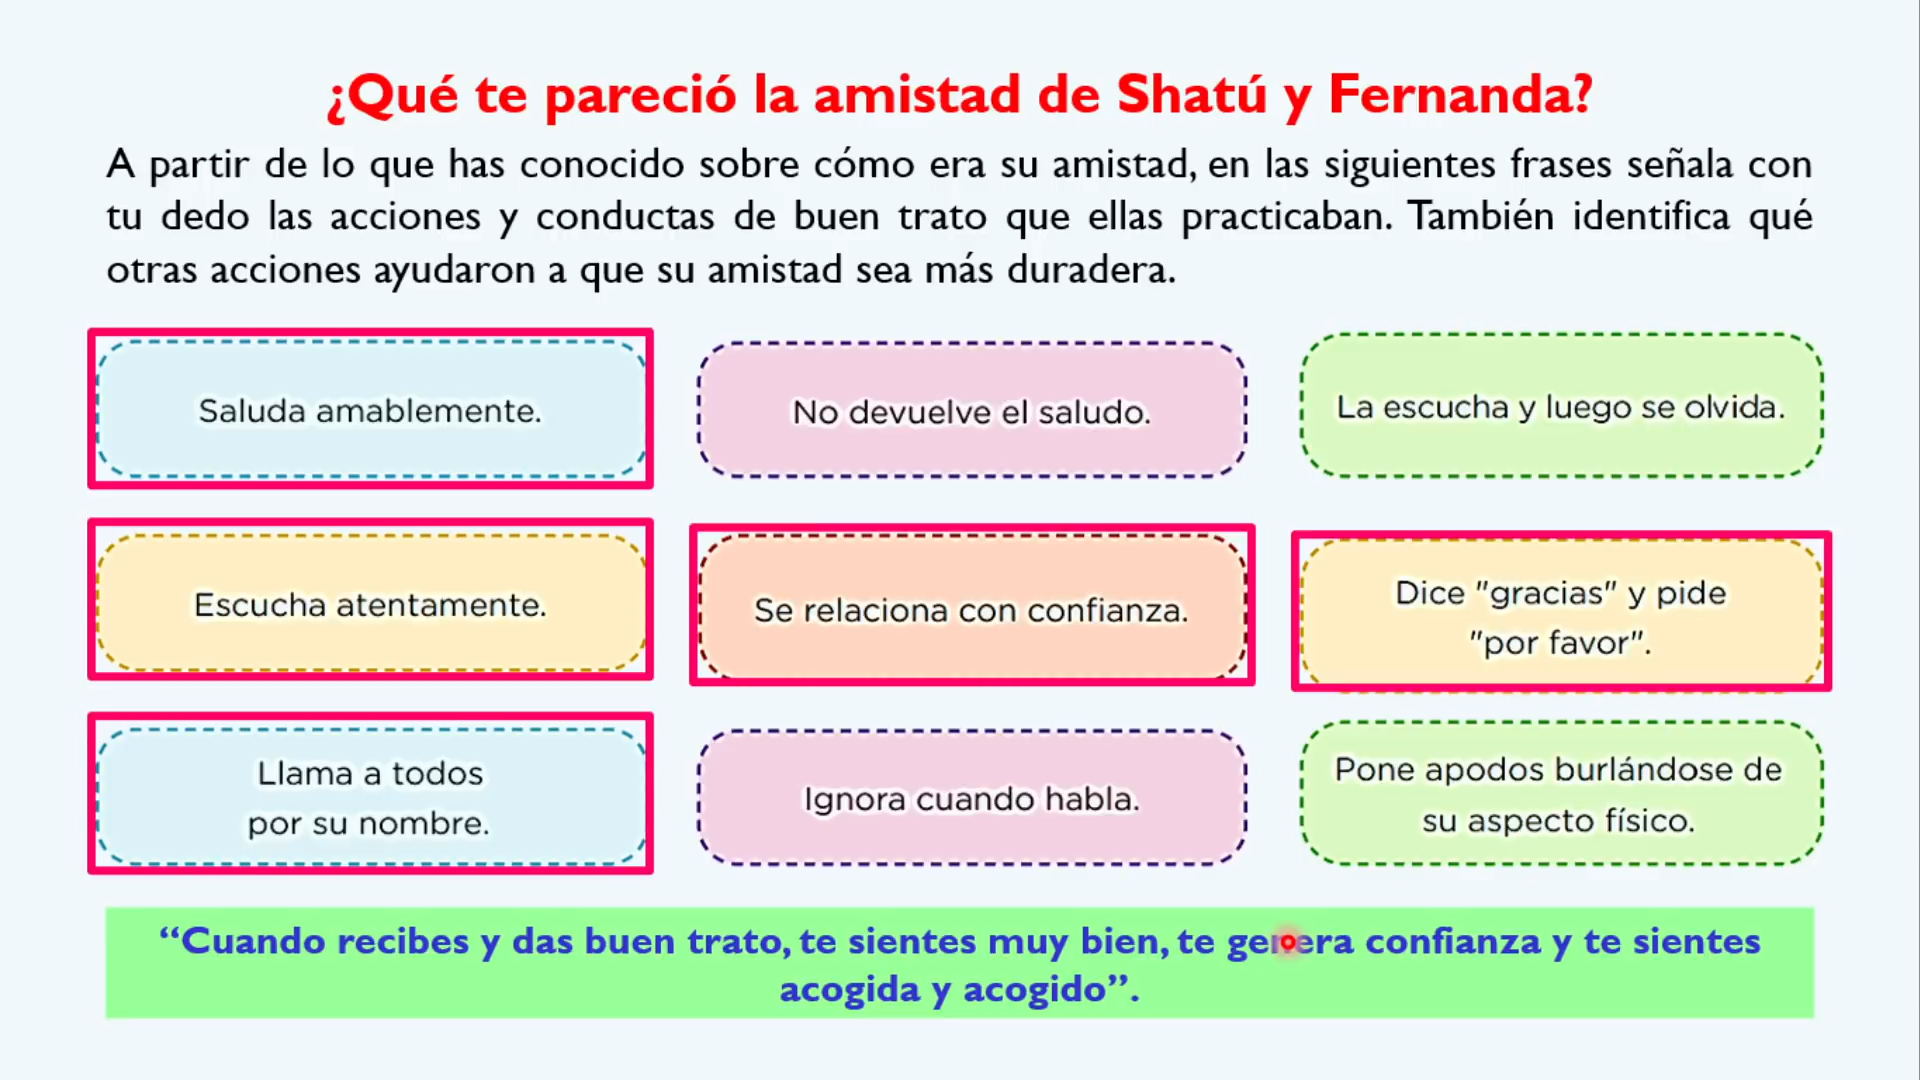 ¿Qué te pareció la amistad de Shatú y Fernanda?
A partir de lo que has conocido sobre cómo era su amistad, en las siguientes frases señala con
tu dedo las acciones y conductas de buen trato que ellas practicaban. También identifica qué
otras acciones ayudaron a que su amistad sea más duradera.
Saluda amablemente.
No devuelve el saludo.
La escucha y luego se olvida.
Escucha atentamente.
Se relaciona con confianza.
Dice "gracias" y pide
"por favor".
Llama a todos
por su nombre.
Ignora cuando habla.
Pone apodos burlándose de
su aspecto físico.
“Cuando recibes y das buen trato, te sientes muy bien, te genera confianza y te sientes
acogida y acogido”.